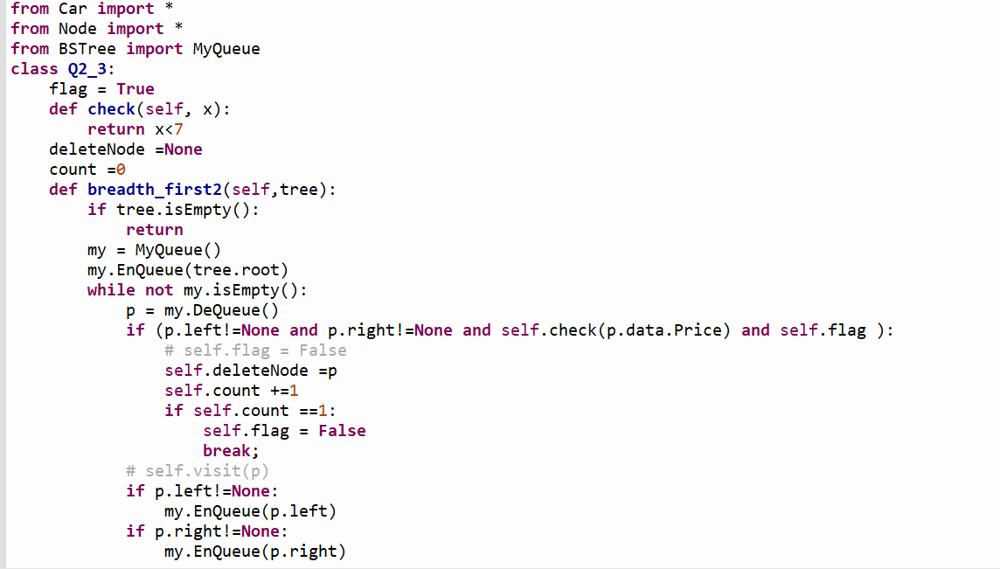 from Car import *
from Node import *
from BSTree import MyQueue
class Q2_3:
    flag = True
    def check(self, x):
        return x<7
    deleteNode =None
    count =0
    def breadth_first2(self,tree):
        if tree.isEmpty():
            return
        my = MyQueue()
        my.EnQueue(tree.root)
        while not my.isEmpty():
            p = my.DeQueue()
            if (p.left!=None and p.right!=None and self.check(p.data.Price) and self.flag ):
                # self.flag = False
                self.deleteNode =p
                self.count +=1
                if self.count ==1:
                    self.flag = False
                    break;
            # self.visit(p)
            if p.left!=None:
                my.EnQueue(p.left)
            if p.right!=None:
                my.EnQueue(p.right)